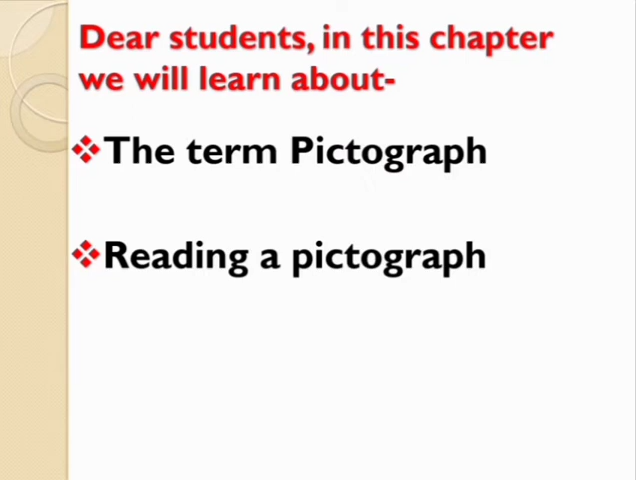 Dear students, in this chapter
we will learn about-
The term Pictograph
Reading a pictograph